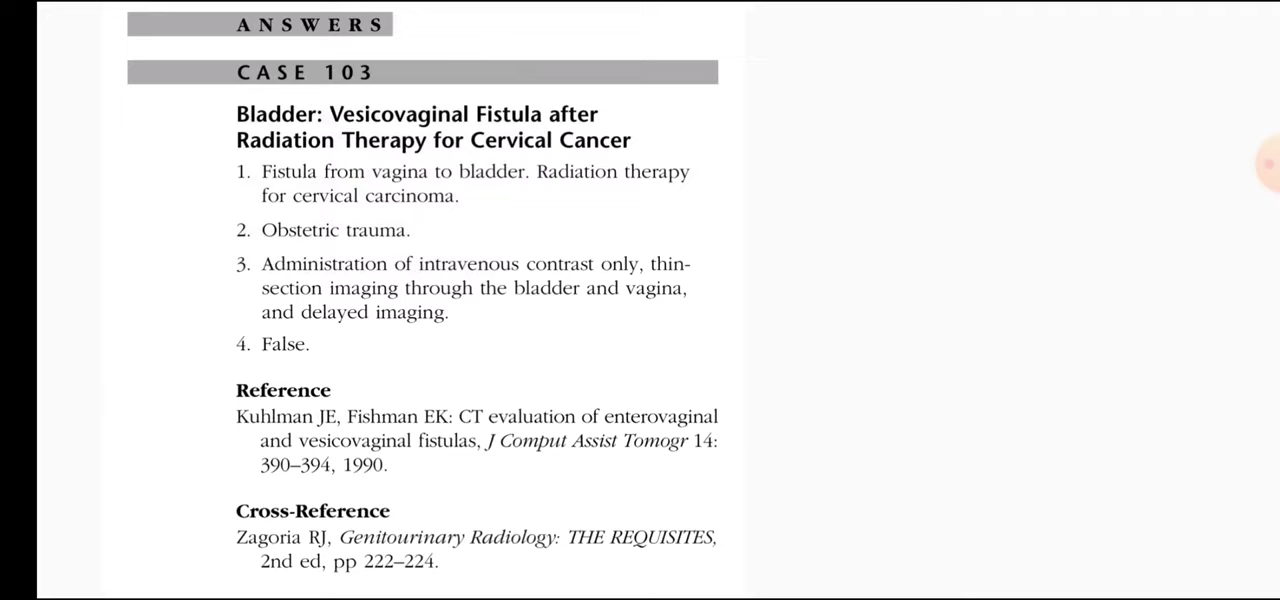 ANSWERS
CASE 103
Bladder: Vesicovaginal Fistula after
Radiation Therapy for Cervical Cancer
1. Fistula from vagina to bladder. Radiation therapy
for cervical carcinoma.
2. Obstetric trauma.
3. Administration of intravenous contrast only, thin-
section imaging through the bladder and vagina,
and delayed imaging.
4. False.
Reference
Kuhlman JE, Fishman EK: CT evaluation of enterovaginal
and vesicovaginal fistulas, J Comput Assist Tomogr 14:
390–394, 1990.
Cross-Reference
Zagoria RJ, Genitourinary Radiology: THE REQUISITES,
2nd ed, pp 222–224.